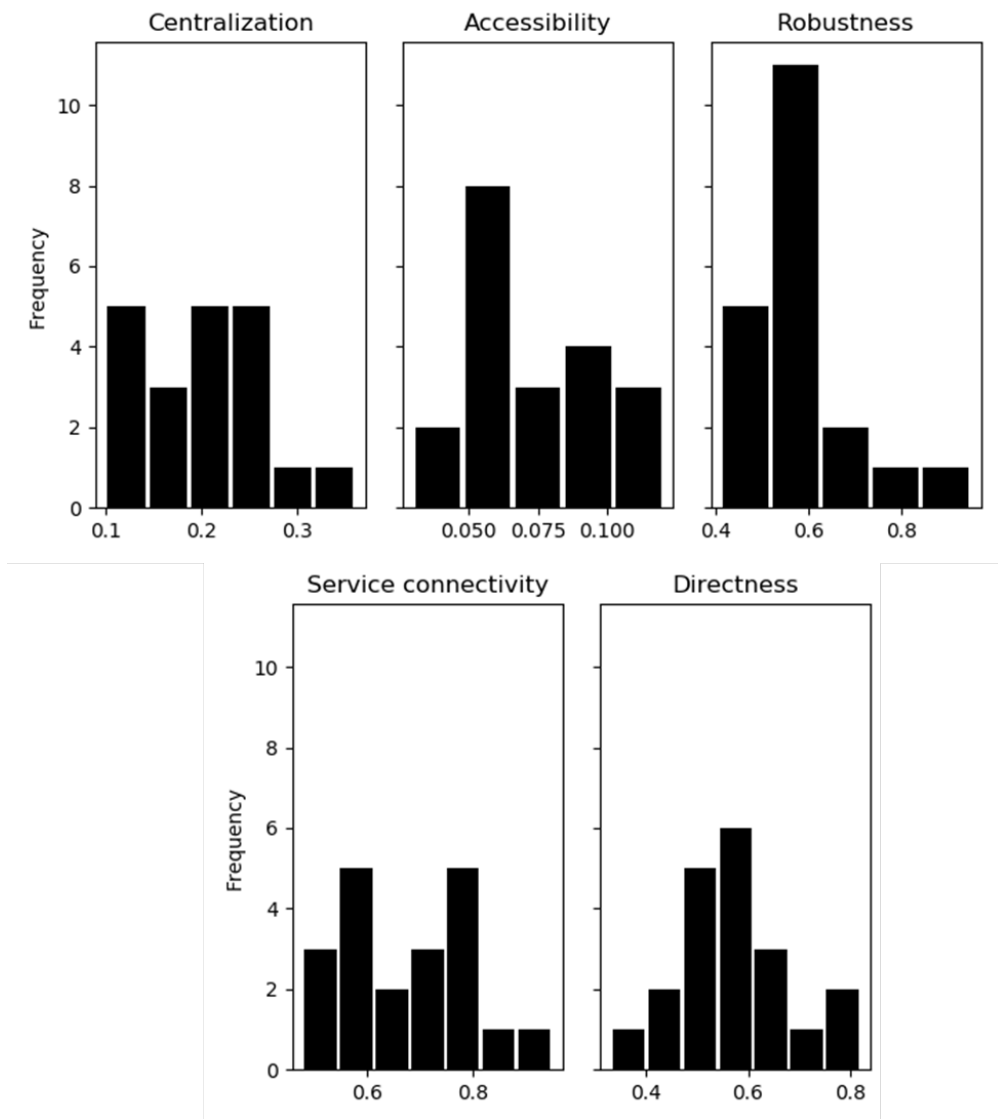 Centralization
Accessibility
Robustness
Frequency
10
8
6
4
2
0
0.1 0.2 0.3
0.050 0.075 0.100
0.4 0.6 0.8
Service connectivity
Directness
Frequency
10
8
6
4
2
0
0.6 0.8
0.4 0.6 0.8